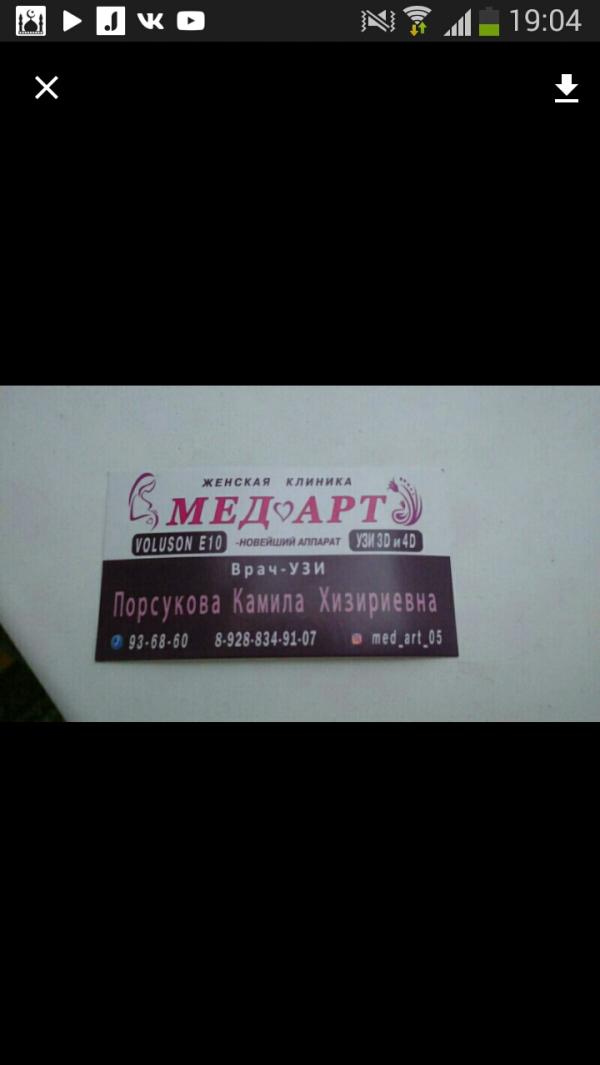 19:04
ЖЕНСКАЯ КЛИНИКА
МЕД АРТ
VOLUSON E10 -НОВЕЙШИЙ АППАРАТ УЗИ 3D и 4D
Врач-УЗИ
Порсукова Камила Хизириевна
93-68-60 8-928-834-91-07 med_art_05